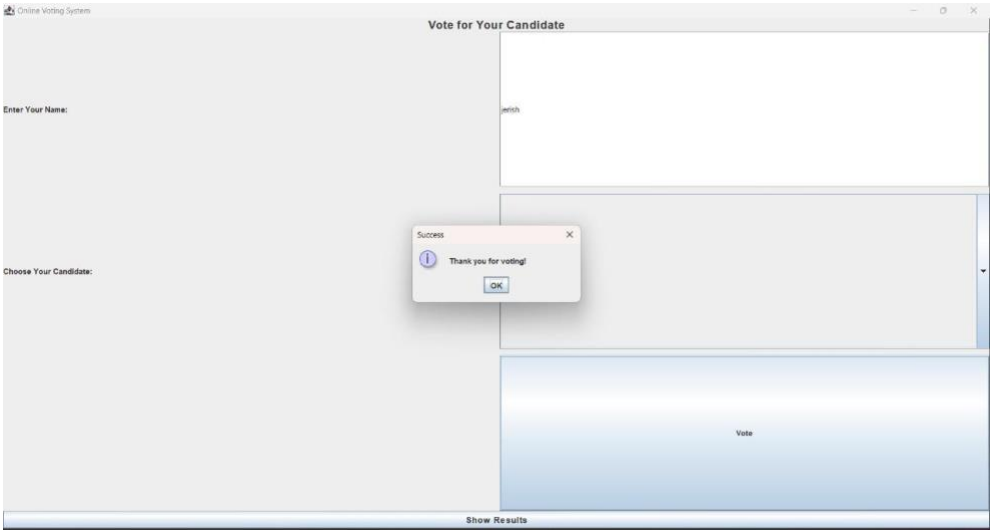 Online Voting System
Vote for Your Candidate
Enter Your Name:
jerish
Success
Thank you for voting!
OK
Choose Your Candidate:
Vote
Show Results